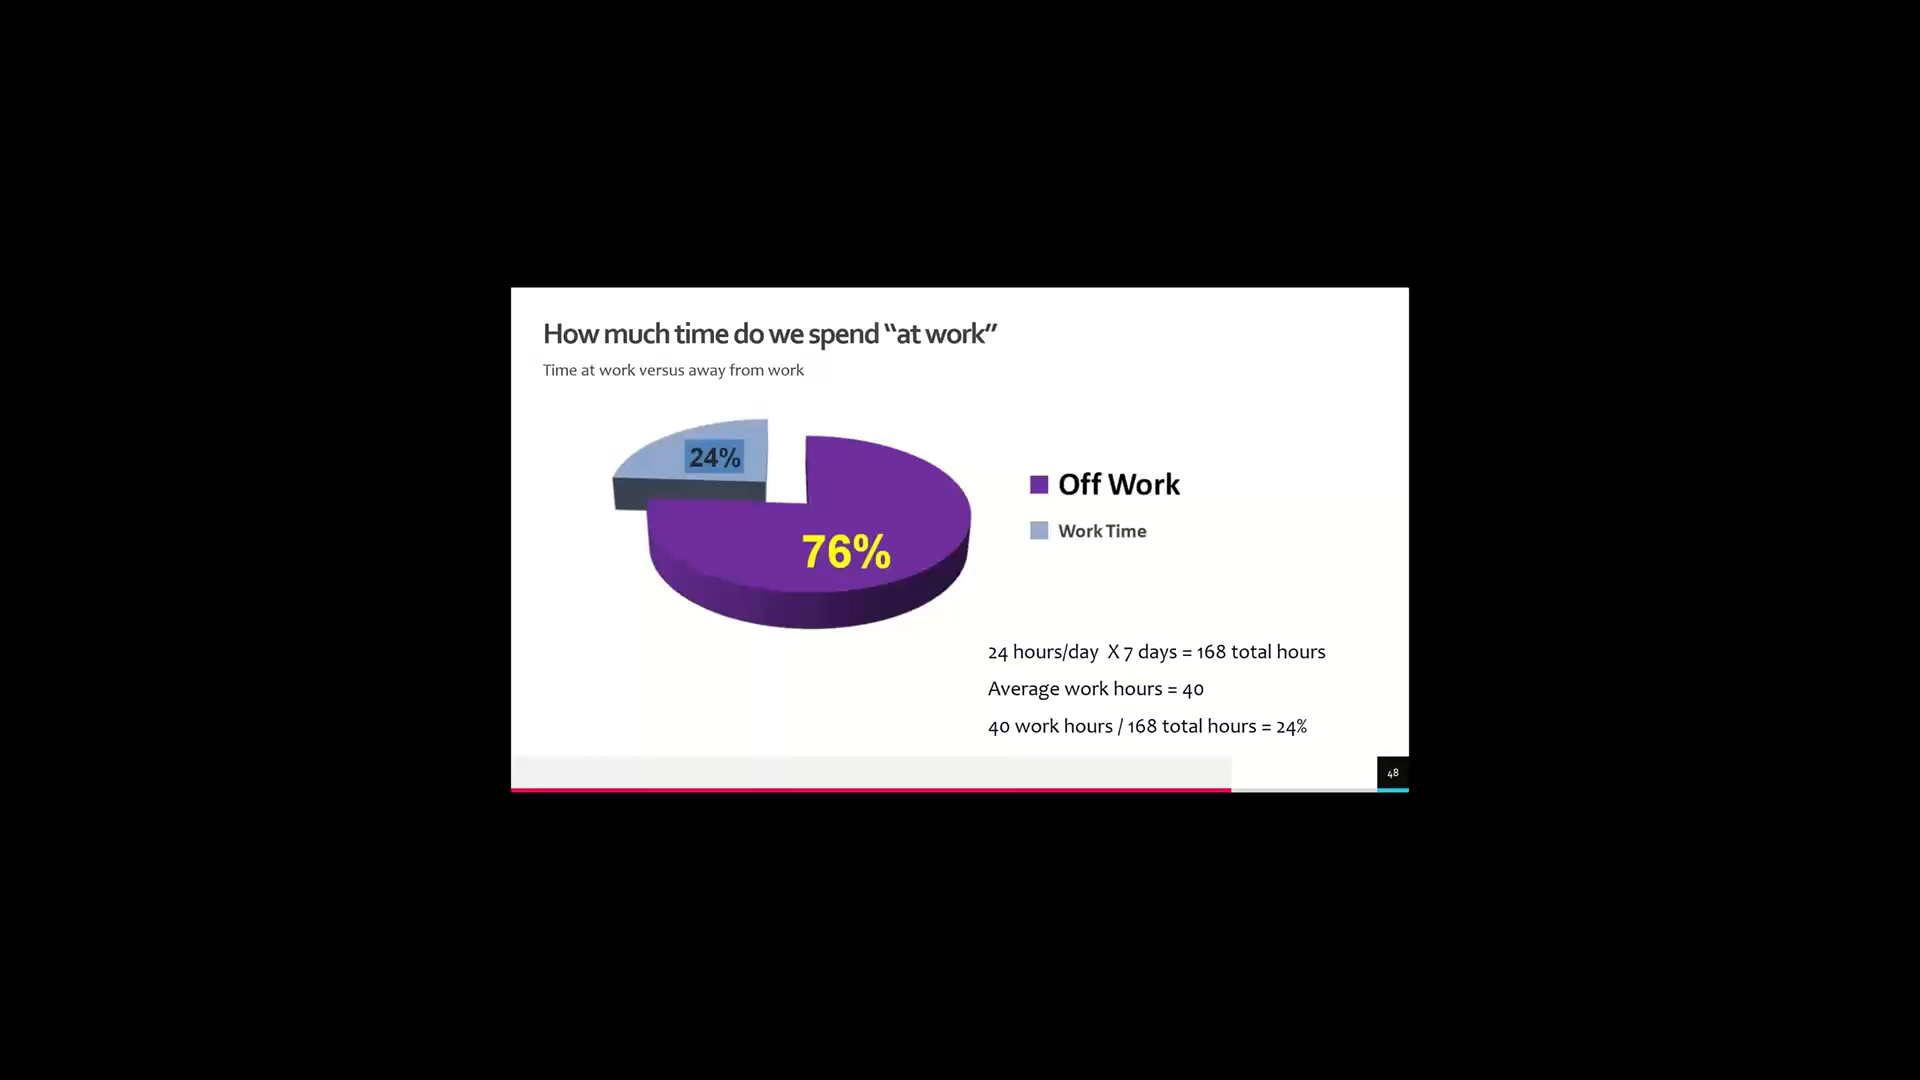 How much time do we spend “at work”
Time at work versus away from work
24%
76%
Off Work
Work Time
24 hours/day X 7 days = 168 total hours
Average work hours = 40
40 work hours / 168 total hours = 24%
48